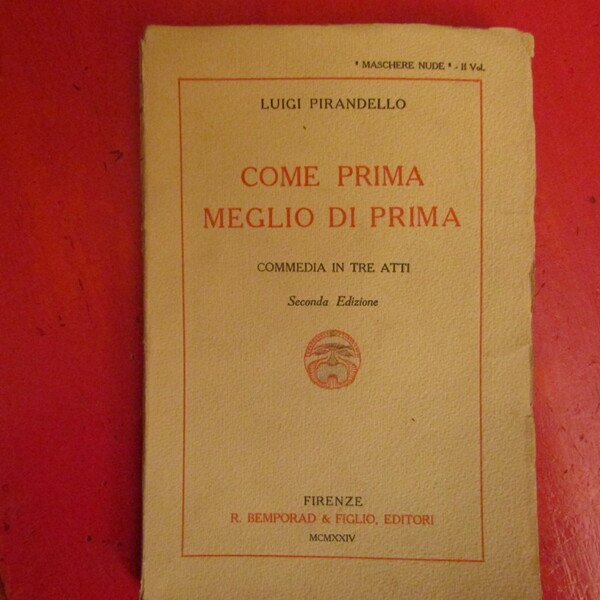 " MASCHERE NUDE " - II Vol.
LUIGI PIRANDELLO
COME PRIMA
MEGLIO DI PRIMA
COMMEDIA IN TRE ATTI
Seconda Edizione
FIRENZE
R. BEMPORAD & FIGLIO, EDITORI
MCMXXIV